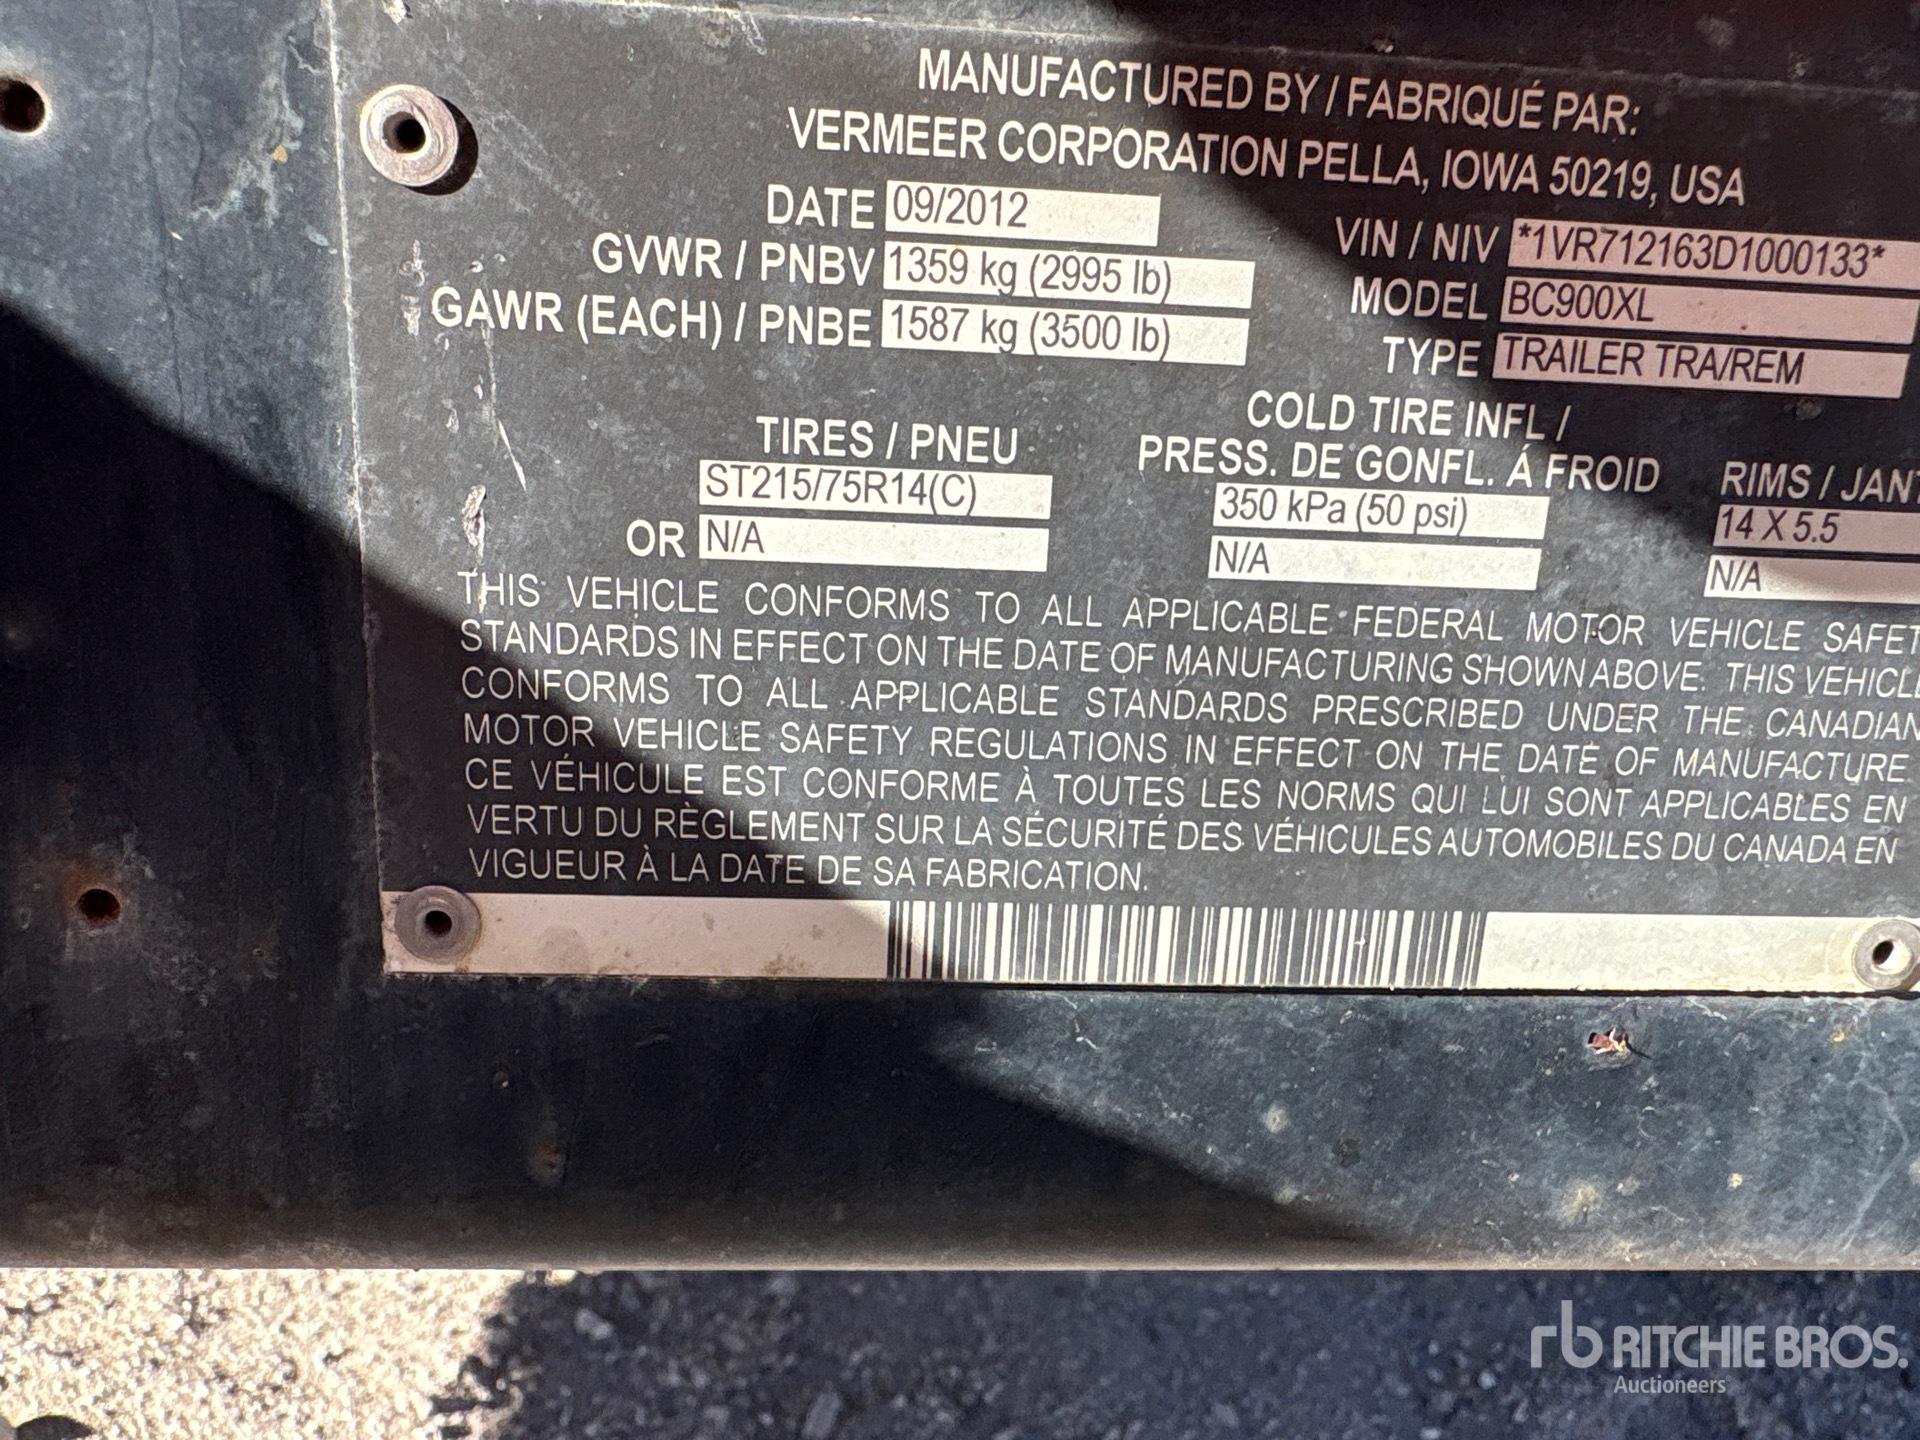 MANUFACTURED BY / FABRIQUÉ PAR:
VERMEER CORPORATION PELLA, IOWA 50219, USA
DATE 09/2012
VIN / NIV *1VR712163D1000133*
GVWR / PNBV 1359 kg (2995 lb)
MODEL BC900XL
GAWR (EACH) / PNBE 1587 kg (3500 lb)
TYPE TRAILER TRA/REM
TIRES / PNEU
COLD TIRE INFL /
PRESS. DE GONFL. Á FROID
RIMS / JANT
ST215/75R14(C) 350 kPa (50 psi) 14 X 5.5
OR N/A N/A N/A
THIS VEHICLE CONFORMS TO ALL APPLICABLE FEDERAL MOTOR VEHICLE SAFET
STANDARDS IN EFFECT ON THE DATE OF MANUFACTURING SHOWN ABOVE. THIS VEHICLE
CONFORMS TO ALL APPLICABLE STANDARDS PRESCRIBED UNDER THE CANADIAN
MOTOR VEHICLE SAFETY REGULATIONS IN EFFECT ON THE DATE OF MANUFACTURE
CE VÉHICULE EST CONFORME À TOUTES LES NORMS QUI LUI SONT APPLICABLES EN
VERTU DU RÈGLEMENT SUR LA SÉCURITÉ DES VÉHICULES AUTOMOBILES DU CANADA EN
VIGUEUR À LA DATE DE SA FABRICATION.
rb RITCHIE BROS.
Auctioneers